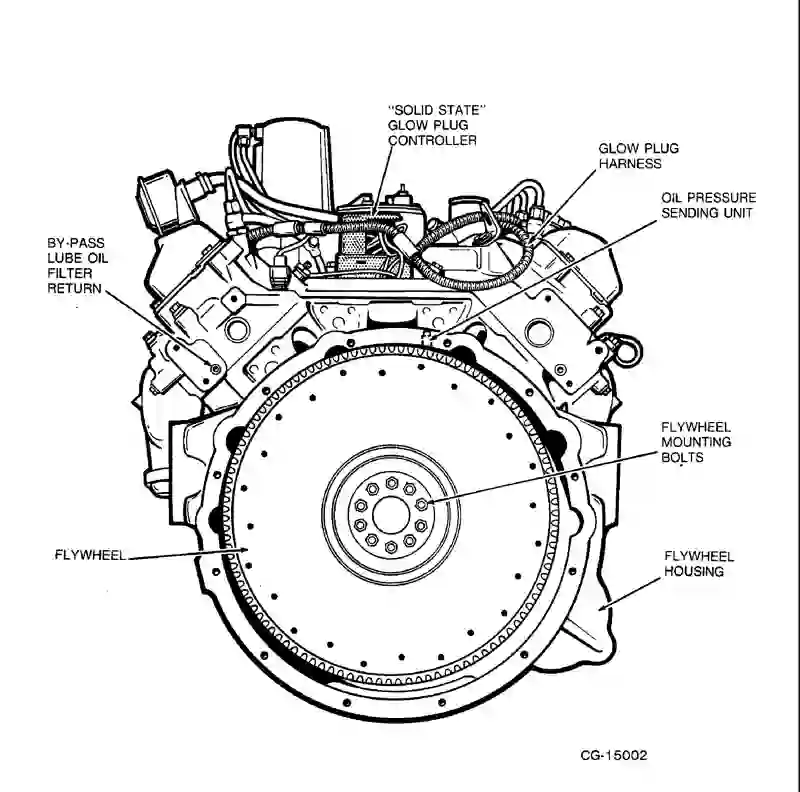 "SOLID STATE"
GLOW PLUG
CONTROLLER
GLOW PLUG
HARNESS
OIL PRESSURE
SENDING UNIT
BY-PASS
LUBE OIL
FILTER
RETURN
FLYWHEEL
MOUNTING
BOLTS
FLYWHEEL
FLYWHEEL
HOUSING
CG-15002